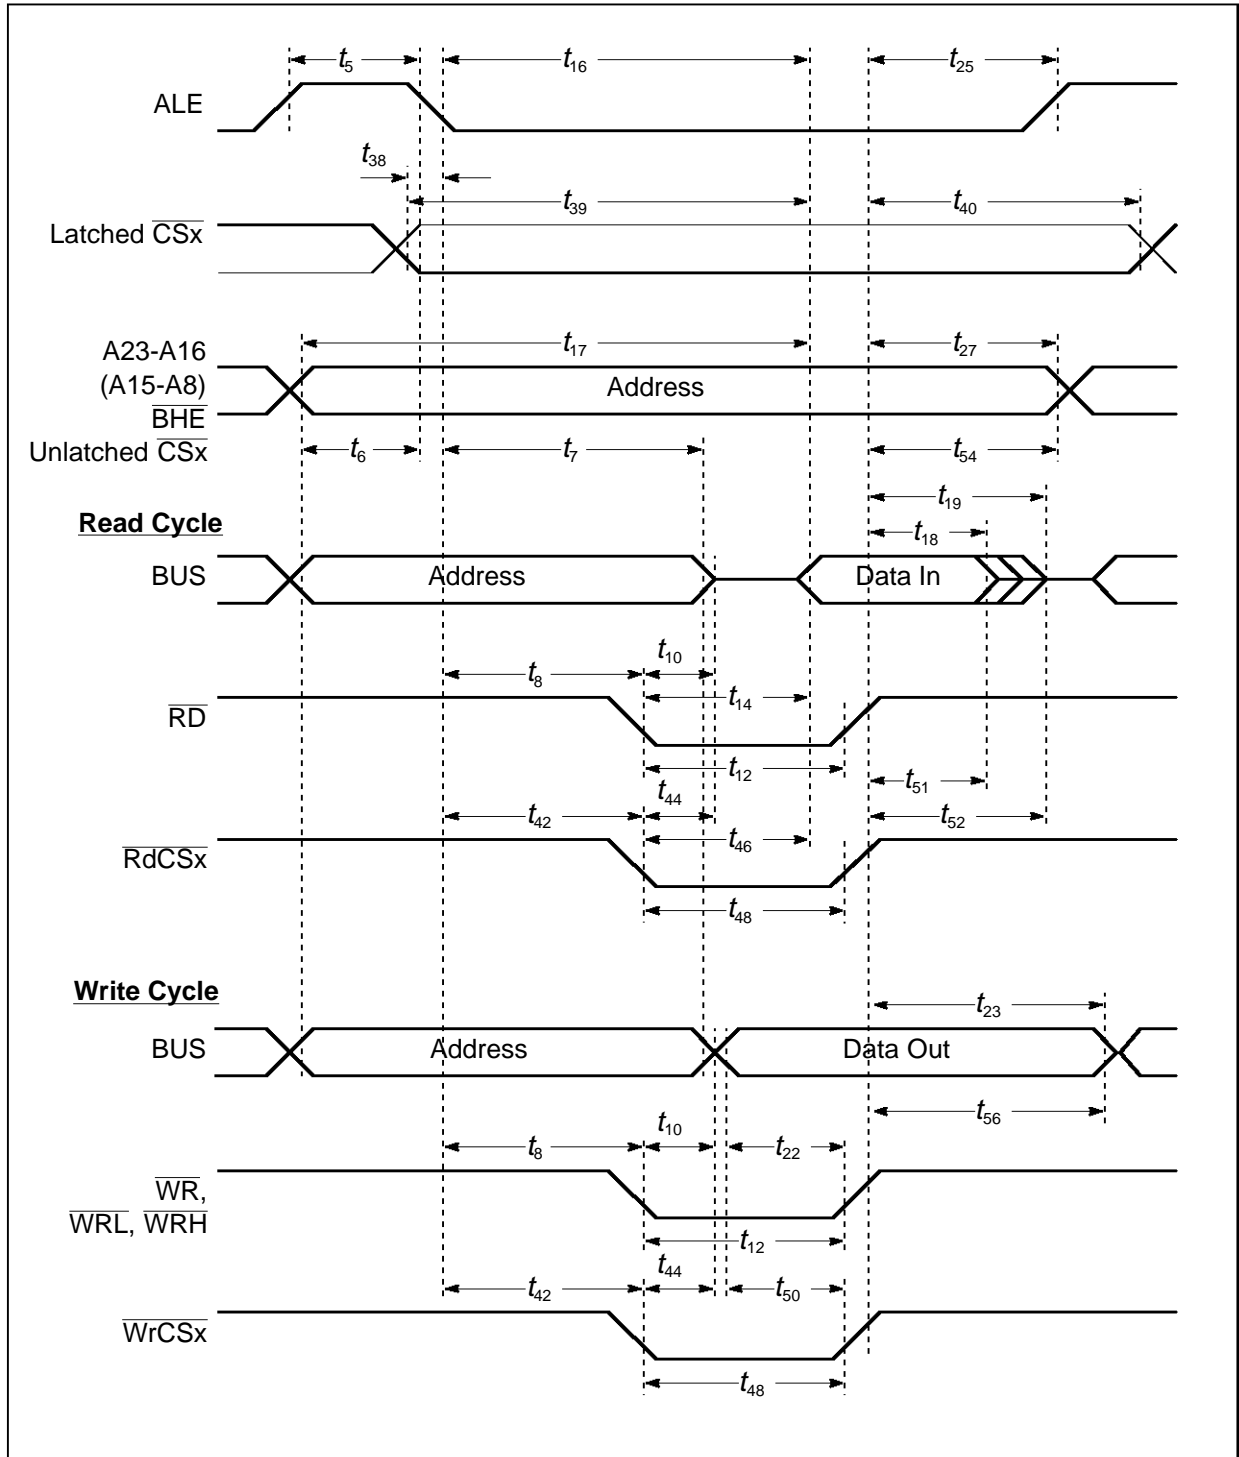 t5 t16 t25
ALE
t38
t39 t40
Latched CSx
t17 t27
A23-A16
(A15-A8)
Address
BHE
Unlatched CSx
t6 t7 t54
t19
Read Cycle
t18
BUS Address Data In
t10
t8
t14
RD
t12
t51
t44
t42
t52
t46
RdCSx
t48
Write Cycle
t23
BUS Address Data Out
t56
t10
t8 t22
WR,
WRL, WRH
t12
t44
t42 t50
WrCSx
t48